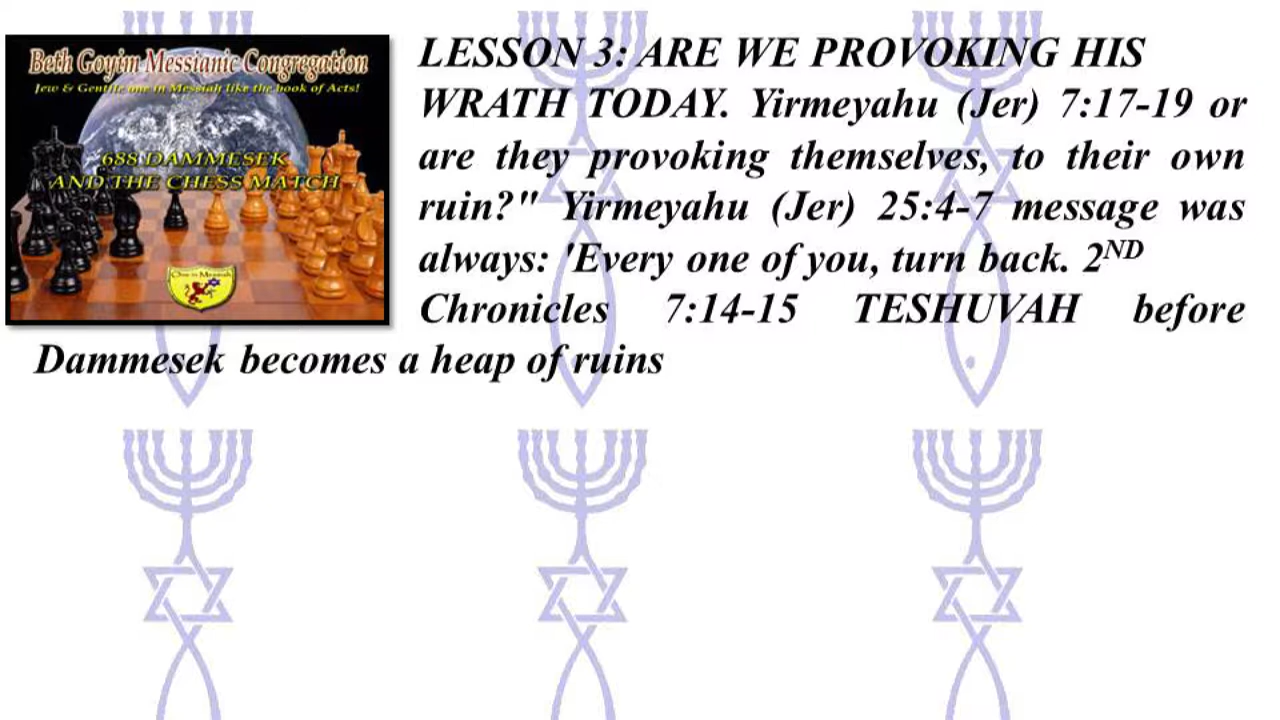 Beth Goyim Messianic Congregation
Jew & Gentile one in Messiah like the book of Acts!
688 DAMMESEK
AND THE CHESS MATCH
One in Messiah
LESSON 3: ARE WE PROVOKING HIS
WRATH TODAY. Yirmeyahu (Jer) 7:17-19 or
are they provoking themselves, to their own
ruin?" Yirmeyahu (Jer) 25:4-7 message was
always: 'Every one of you, turn back. 2ND
Chronicles 7:14-15 TESHUVAH before
Dammesek becomes a heap of ruins